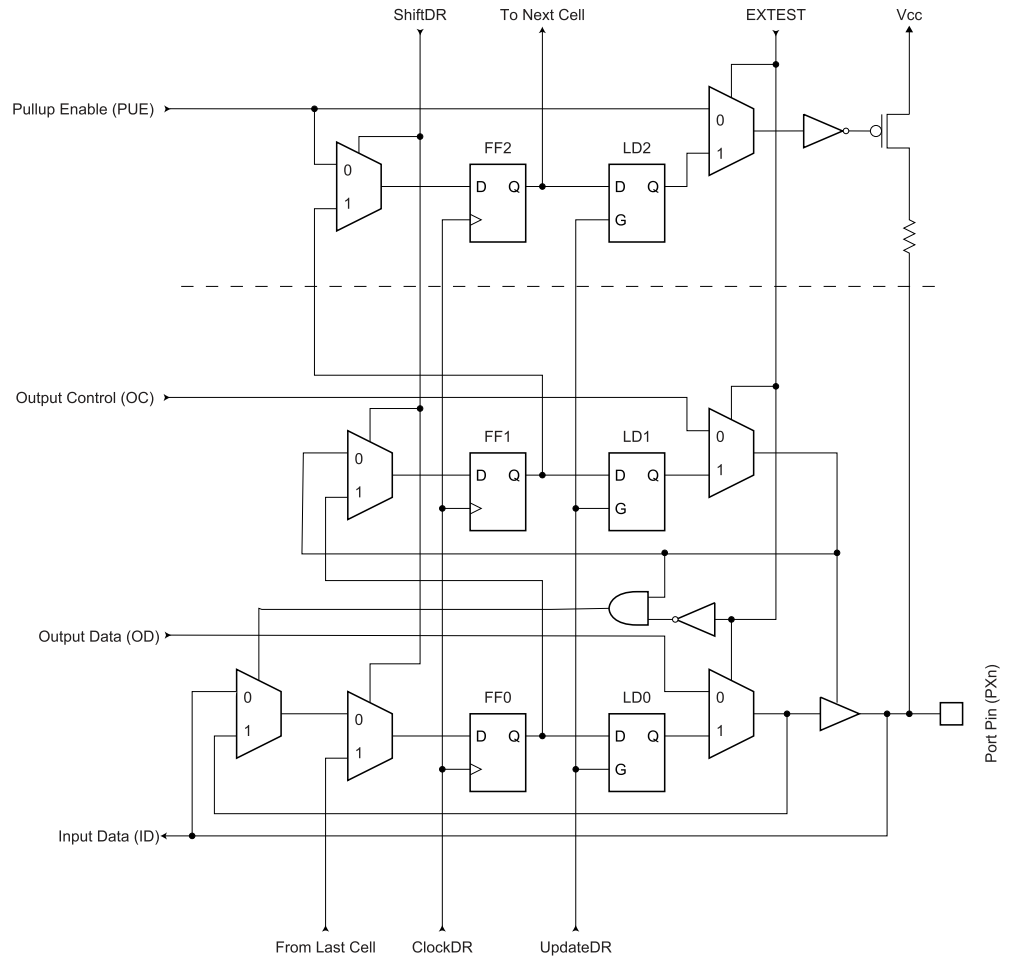 ShiftDR
To Next Cell
EXTEST
Vcc
Pullup Enable (PUE)
0
1
FF2
D Q
LD2
D Q
G
0
1
Output Control (OC)
0
1
FF1
D Q
LD1
D Q
G
0
1
Output Data (OD)
0
1
0
1
FF0
D Q
LD0
D Q
G
0
1
Port Pin (PXn)
Input Data (ID)
From Last Cell
ClockDR
UpdateDR